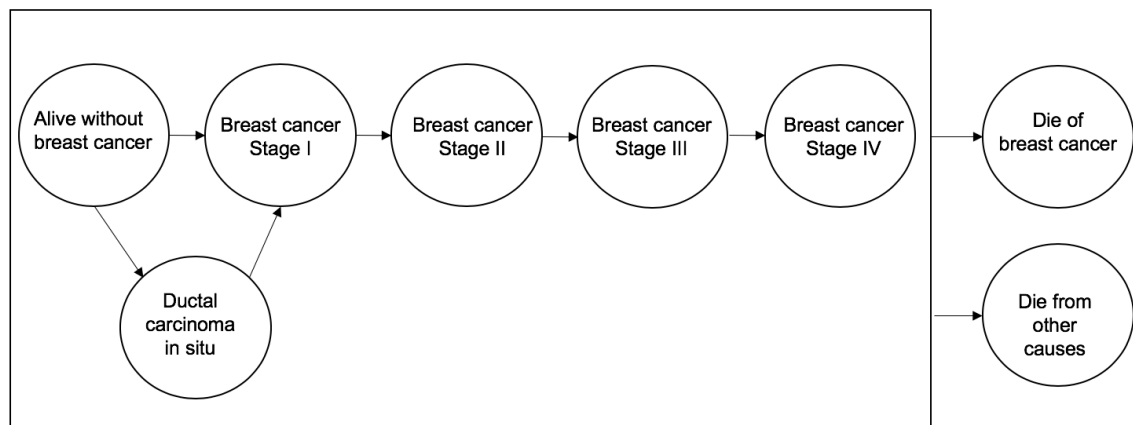 Alive without
breast cancer
Breast cancer
Stage I
Breast cancer
Stage II
Breast cancer
Stage III
Breast cancer
Stage IV
Die of
breast cancer
Ductal
carcinoma
in situ
Die from
other
causes